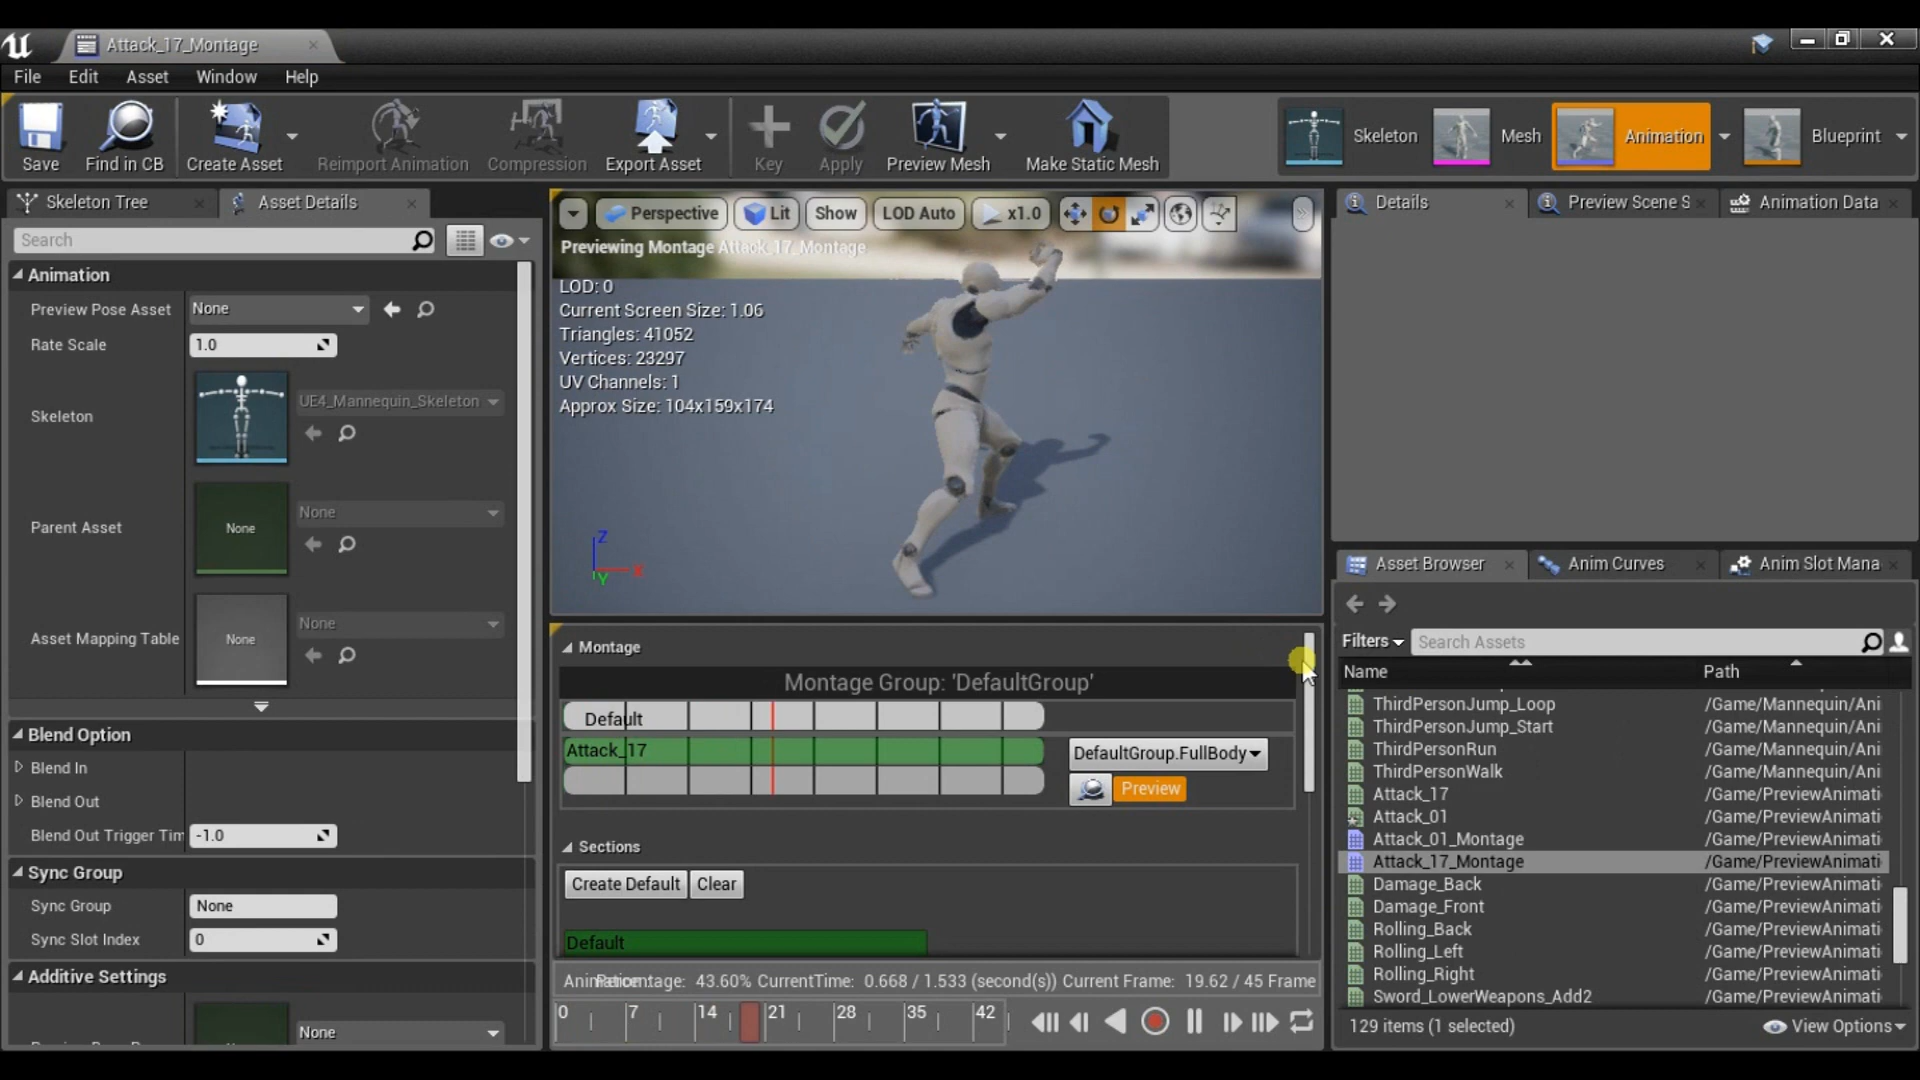 Attack_17_Montage
File Edit Asset Window Help
Save Find in CB Create Asset Reimport Animation Compression Export Asset Key Apply Preview Mesh Make Static Mesh Skeleton Mesh Animation Blueprint
Skeleton Tree Asset Details
Search
Animation
Preview Pose Asset None
Rate Scale 1.0
Skeleton UE4_Mannequin_Skeleton
Parent Asset None None
Asset Mapping Table None None
Blend Option
Blend In
Blend Out
Blend Out Trigger Tim -1.0
Sync Group
Sync Group None
Sync Slot Index 0
Additive Settings
None
Perspective Lit Show LOD Auto x1.0
Previewing Montage Attack_17_Montage
LOD: 0
Current Screen Size: 1.06
Triangles: 41052
Vertices: 23297
UV Channels: 1
Approx Size: 104x159x174
Z
X
Y
Montage
Montage Group: 'DefaultGroup'
Default
Attack_17 DefaultGroup.FullBody
Preview
Sections
Create Default Clear
Default
Percentage: 43.60% CurrentTime: 0.668 / 1.533 (second(s)) Current Frame: 19.62 / 45 Frame
0 7 14 21 28 35 42
Details Preview Scene S Animation Data
Asset Browser Anim Curves Anim Slot Mana
Filters Search Assets
Name Path
ThirdPersonJump_Loop /Game/Mannequin/Ani
ThirdPersonJump_Start /Game/Mannequin/Ani
ThirdPersonRun /Game/Mannequin/Ani
ThirdPersonWalk /Game/Mannequin/Ani
Attack_17 /Game/PreviewAnimati
Attack_01 /Game/PreviewAnimati
Attack_01_Montage /Game/PreviewAnimati
Attack_17_Montage /Game/PreviewAnimati
Damage_Back /Game/PreviewAnimati
Damage_Front /Game/PreviewAnimati
Rolling_Back /Game/PreviewAnimati
Rolling_Left /Game/PreviewAnimati
Rolling_Right /Game/PreviewAnimati
Sword_LowerWeapons_Add2 /Game/PreviewAnimati
129 items (1 selected) View Options